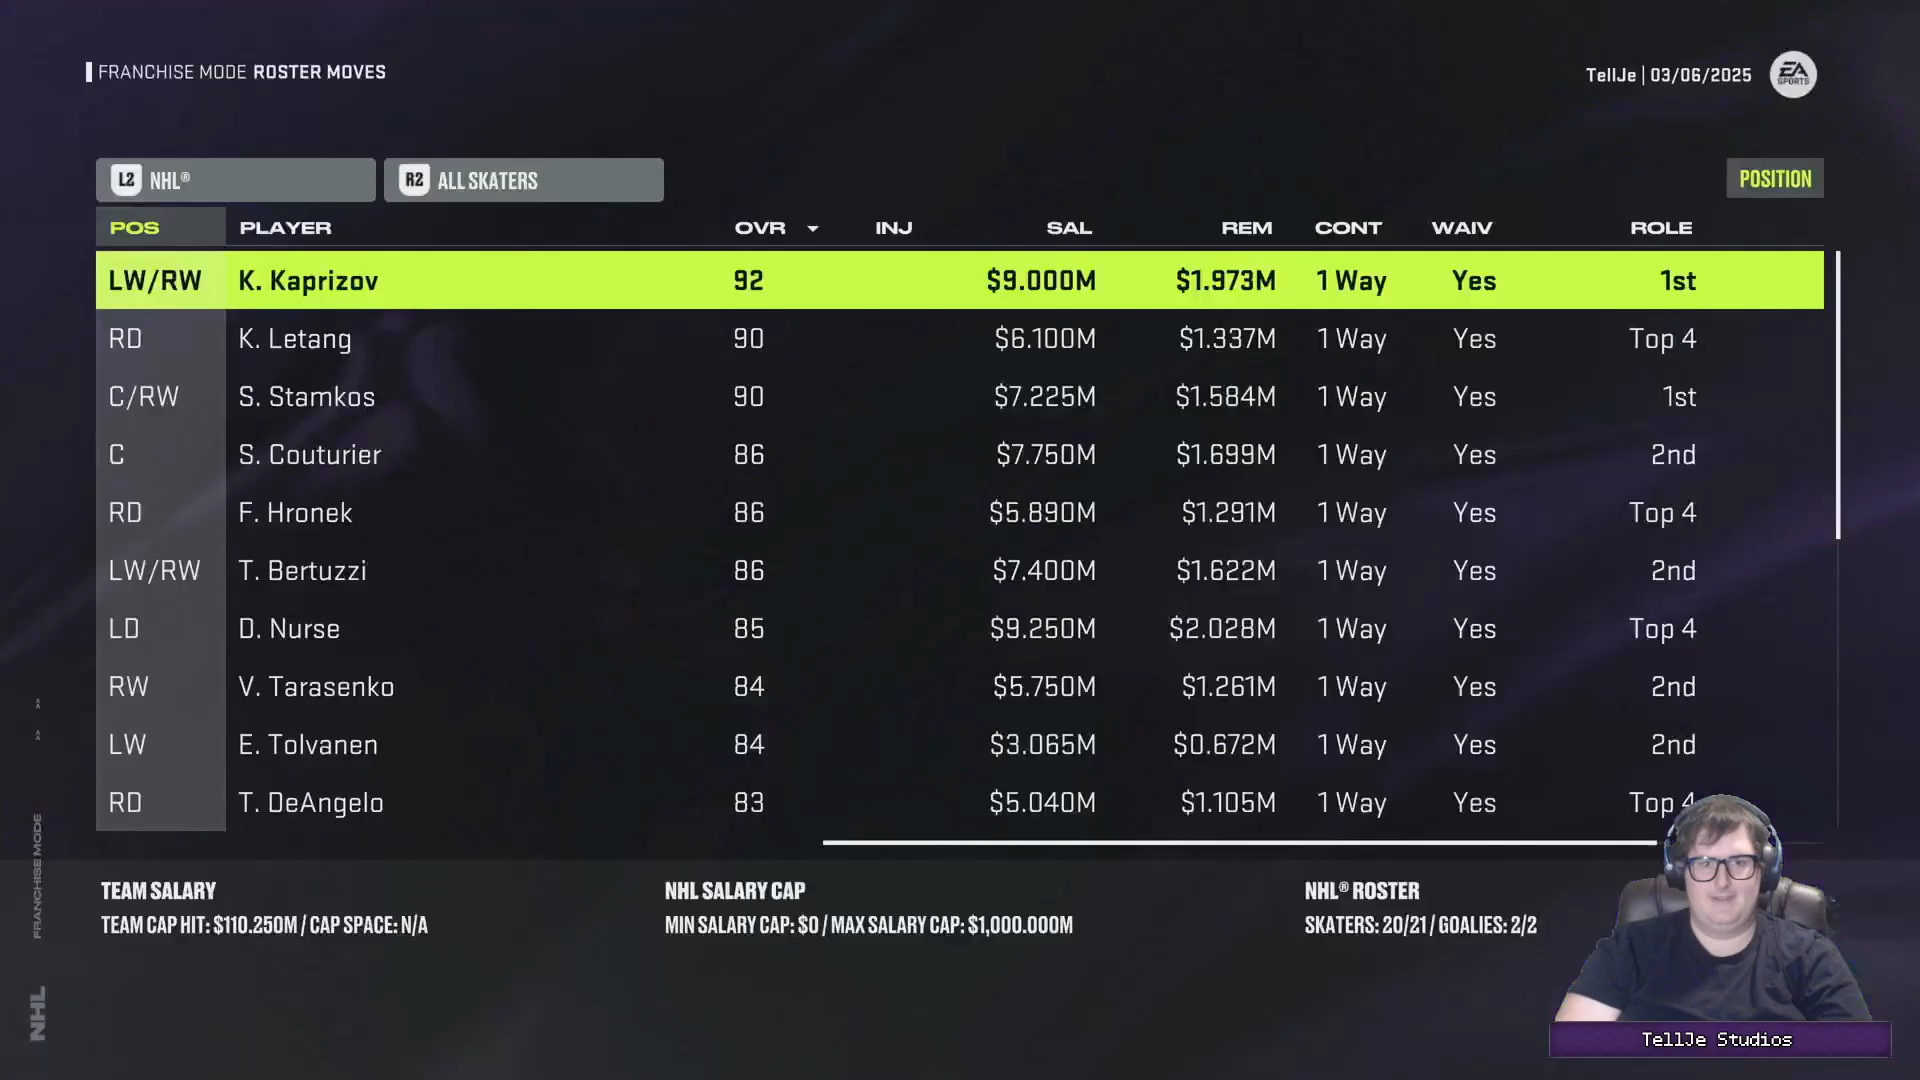 FRANCHISE MODE ROSTER MOVES
TellJe | 03/06/2025
EA SPORTS
L2 NHL®
R2 ALL SKATERS
POSITION
POS PLAYER OVR INJ SAL REM CONT WAIV ROLE
LW/RW K. Kaprizov 92 $9.000M $1.973M 1 Way Yes 1st
RD K. Letang 90 $6.100M $1.337M 1 Way Yes Top 4
C/RW S. Stamkos 90 $7.225M $1.584M 1 Way Yes 1st
C S. Couturier 86 $7.750M $1.699M 1 Way Yes 2nd
RD F. Hronek 86 $5.890M $1.291M 1 Way Yes Top 4
LW/RW T. Bertuzzi 86 $7.400M $1.622M 1 Way Yes 2nd
LD D. Nurse 85 $9.250M $2.028M 1 Way Yes Top 4
RW V. Tarasenko 84 $5.750M $1.261M 1 Way Yes 2nd
LW E. Tolvanen 84 $3.065M $0.672M 1 Way Yes 2nd
RD T. DeAngelo 83 $5.040M $1.105M 1 Way Yes Top 4
TEAM SALARY
TEAM CAP HIT: $110.250M / CAP SPACE: N/A
NHL SALARY CAP
MIN SALARY CAP: $0 / MAX SALARY CAP: $1,000.000M
NHL® ROSTER
SKATERS: 20/21 / GOALIES: 2/2
FRANCHISE MODE
NHL
TellJe Studios